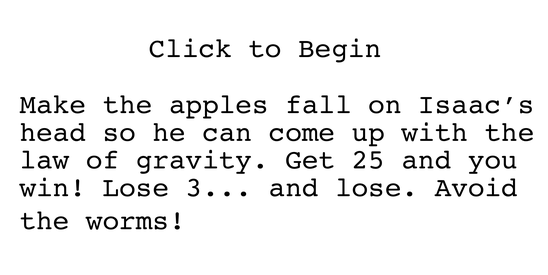 Click to Begin
Make the apples fall on Isaac’s
head so he can come up with the
law of gravity. Get 25 and you
win! Lose 3... and lose. Avoid
the worms!